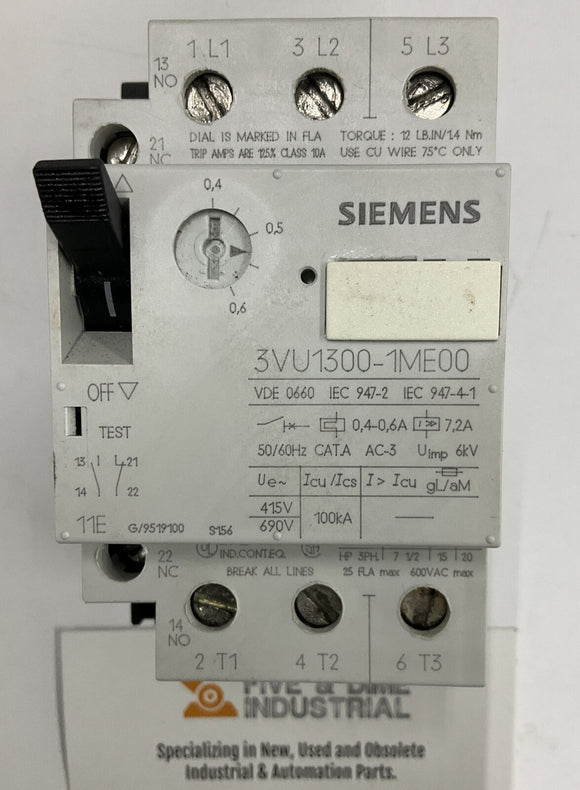 1 L1 3 L2 5 L3
13
NO
21
NC
DIAL IS MARKED IN FLA TORQUE : 12 LB.IN/1.4 Nm
TRIP AMPS ARE 125% CLASS 10A USE CU WIRE 75°C ONLY
0,4
0,5
0,6
SIEMENS
3VU1300-1ME00
VDE 0660 IEC 947-2 IEC 947-4-1
0,4-0,6A I>> 7,2A
50/60Hz CAT.A AC-3 Uimp 6kV
Ue~ Icu/Ics I > Icu gL/aM
415V
690V 100kA
OFF
TEST
13 21
14 22
11E G/9519100 S156
22
NC
IND.CONT.EQ.
HP 3PH. 7 1/2 15 20
BREAK ALL LINES 25 FLA max 600VAC max
14
NO
2 T1 4 T2 6 T3
FIVE & DIME
INDUSTRIAL
Specializing in New, Used and Obsolete
Industrial & Automation Parts.